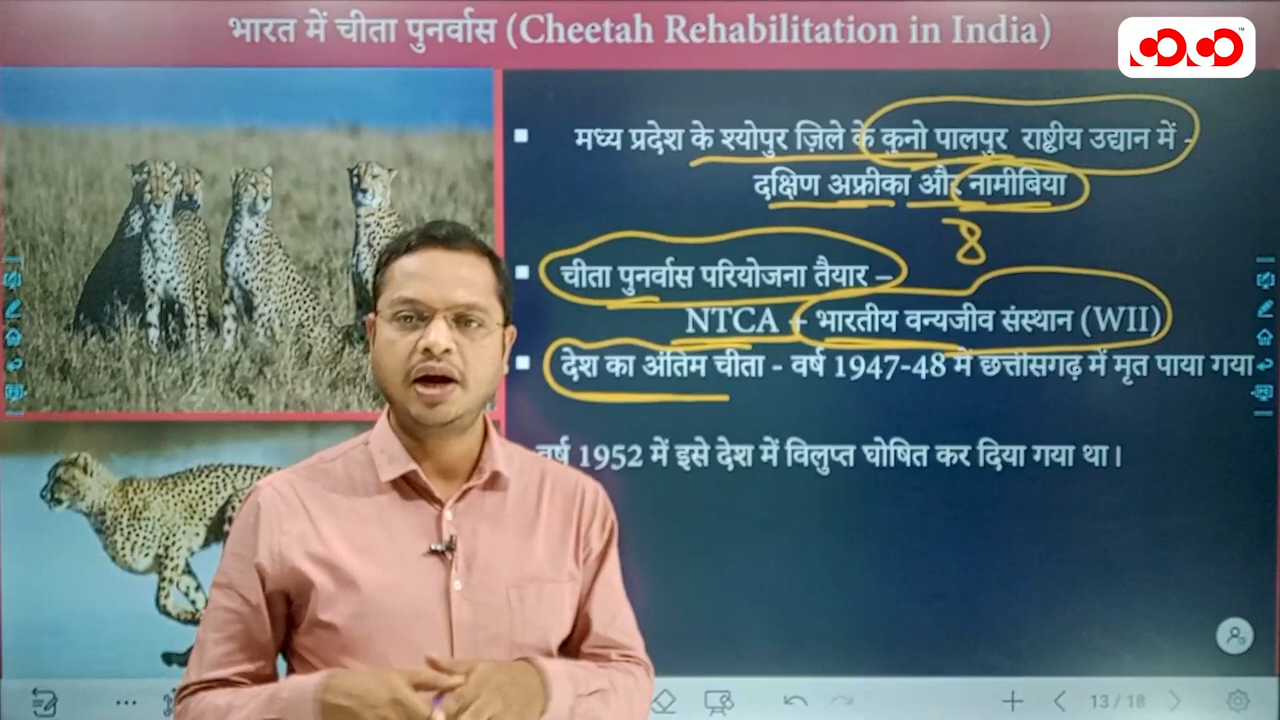 भारत में चीता पुनर्वास (Cheetah Rehabilitation in India)
मध्य प्रदेश के श्योपुर ज़िले के कुनो पालपुर राष्ट्रीय उद्यान में -
दक्षिण अफ्रीका और नामीबिया
8
चीता पुनर्वास परियोजना तैयार –
NTCA – भारतीय वन्यजीव संस्थान (WII)
देश का अंतिम चीता - वर्ष 1947-48 में छत्तीसगढ़ में मृत पाया गया
वर्ष 1952 में इसे देश में विलुप्त घोषित कर दिया गया था।
13 / 18